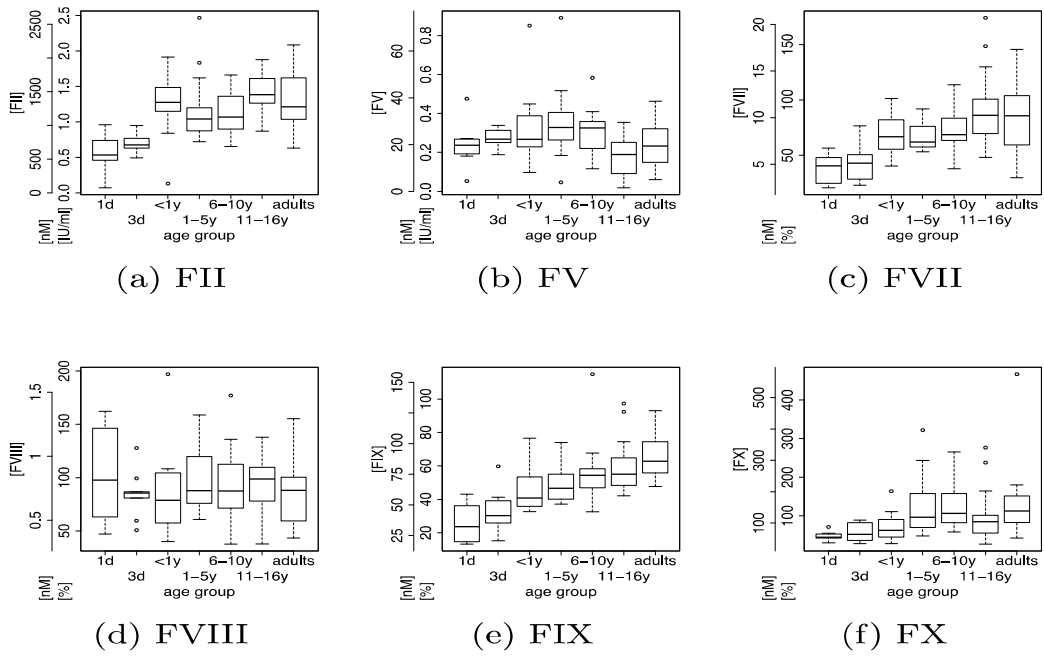 [FII]
0 500 1500 2500
0.0 0.5 1.0 1.5 2.0 2.5
1d <1y 6−10y adults
3d 1−5y 11−16y
[nM]
[IU/ml]
age group
(a) FII
[FV]
0 20 40 60
0.0 0.2 0.4 0.6 0.8
1d <1y 6−10y adults
3d 1−5y 11−16y
[nM]
[IU/ml]
age group
(b) FV
[FVII]
5 10 15 20
50 100 150
1d <1y 6−10y adults
3d 1−5y 11−16y
[nM]
[%]
age group
(c) FVII
[FVIII]
0.5 1 1.5
50 100 150 200
1d <1y 6−10y adults
3d 1−5y 11−16y
[nM]
[%]
age group
(d) FVIII
[FIX]
25 50 75 100 150
20 40 60 80 100
1d <1y 6−10y adults
3d 1−5y 11−16y
[nM]
[%]
age group
(e) FIX
[FX]
100 300 500
100 200 300 400
1d <1y 6−10y adults
3d 1−5y 11−16y
[nM]
[%]
age group
(f) FX